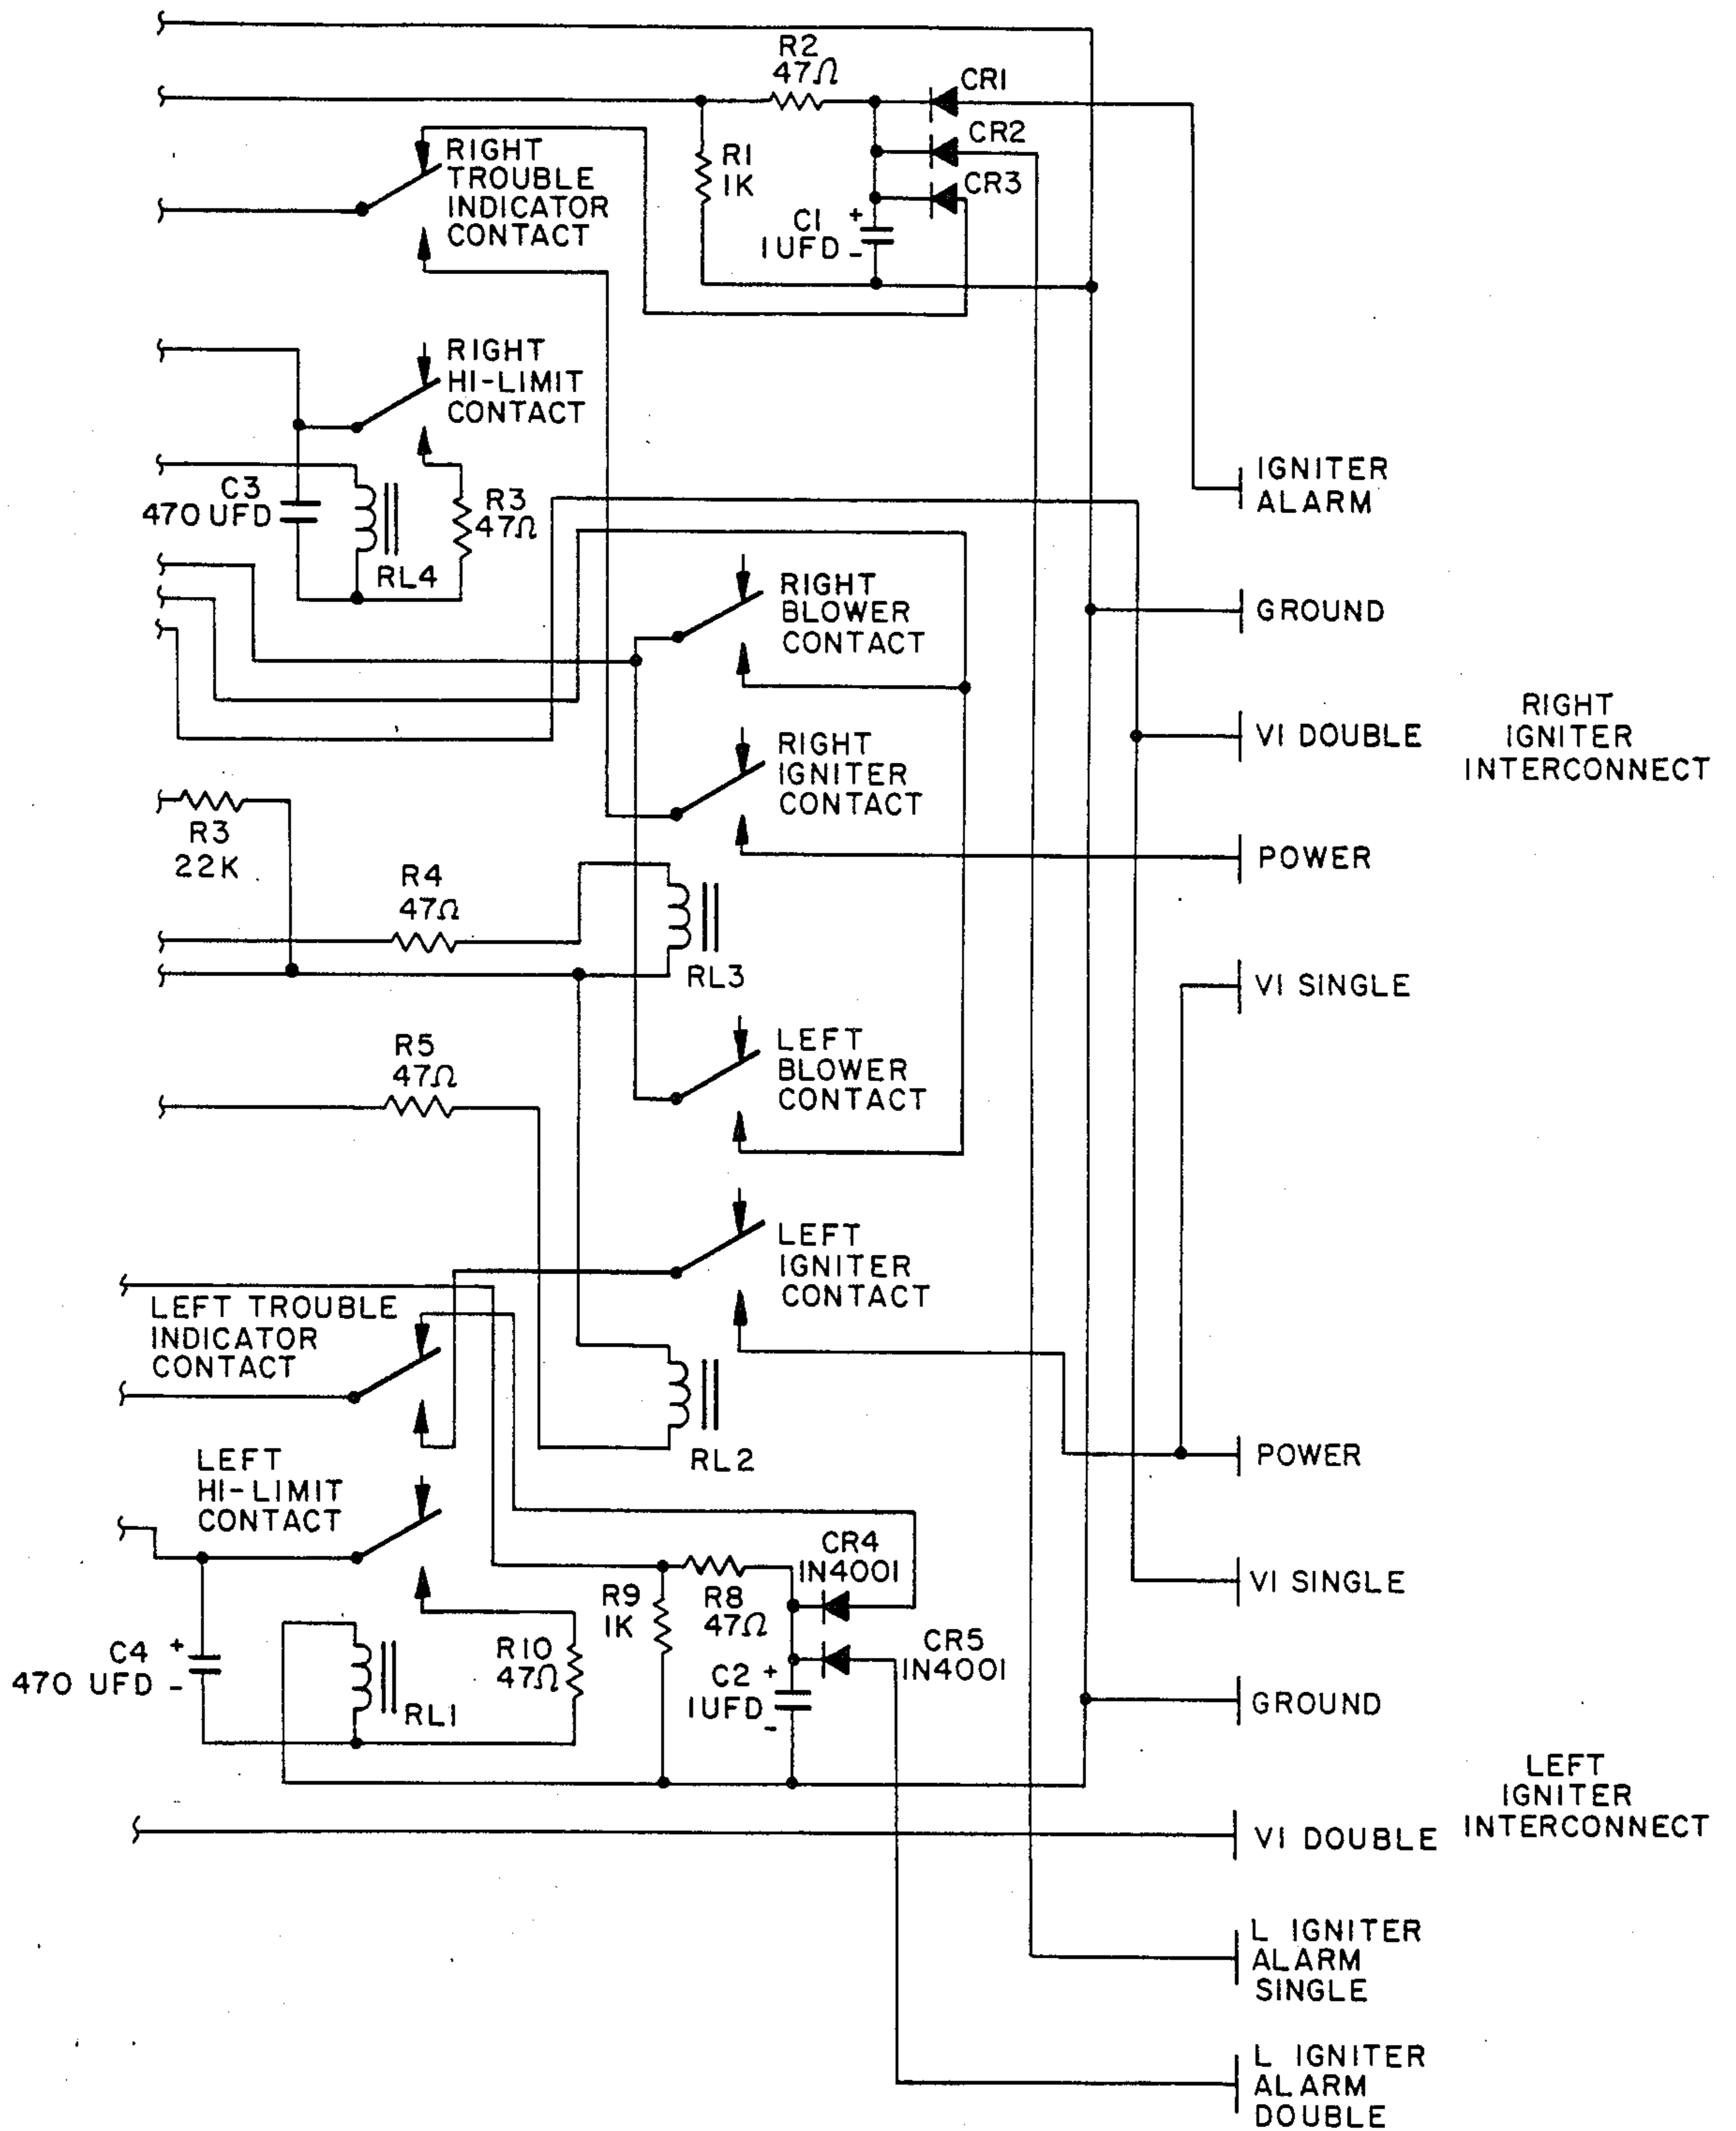 R2
47Ω
CR1
CR2
CR3
RIGHT
TROUBLE
INDICATOR
CONTACT
R1
1K
C1
1UFD
+
-
RIGHT
HI-LIMIT
CONTACT
C3
470 UFD
RL4
R3
47Ω
IGNITER
ALARM
RIGHT
BLOWER
CONTACT
GROUND
RIGHT
IGNITER
INTERCONNECT
VI DOUBLE
RIGHT
IGNITER
CONTACT
POWER
R3
22K
R4
47Ω
RL3
VI SINGLE
R5
47Ω
LEFT
BLOWER
CONTACT
LEFT
IGNITER
CONTACT
LEFT TROUBLE
INDICATOR
CONTACT
RL2
POWER
LEFT
HI-LIMIT
CONTACT
CR4
1N4001
VI SINGLE
R9
1K
R8
47Ω
C4
470 UFD
+
-
RL1
R10
47Ω
C2
1UFD
+
-
CR5
1N4001
GROUND
LEFT
IGNITER
INTERCONNECT
VI DOUBLE
L IGNITER
ALARM
SINGLE
L IGNITER
ALARM
DOUBLE